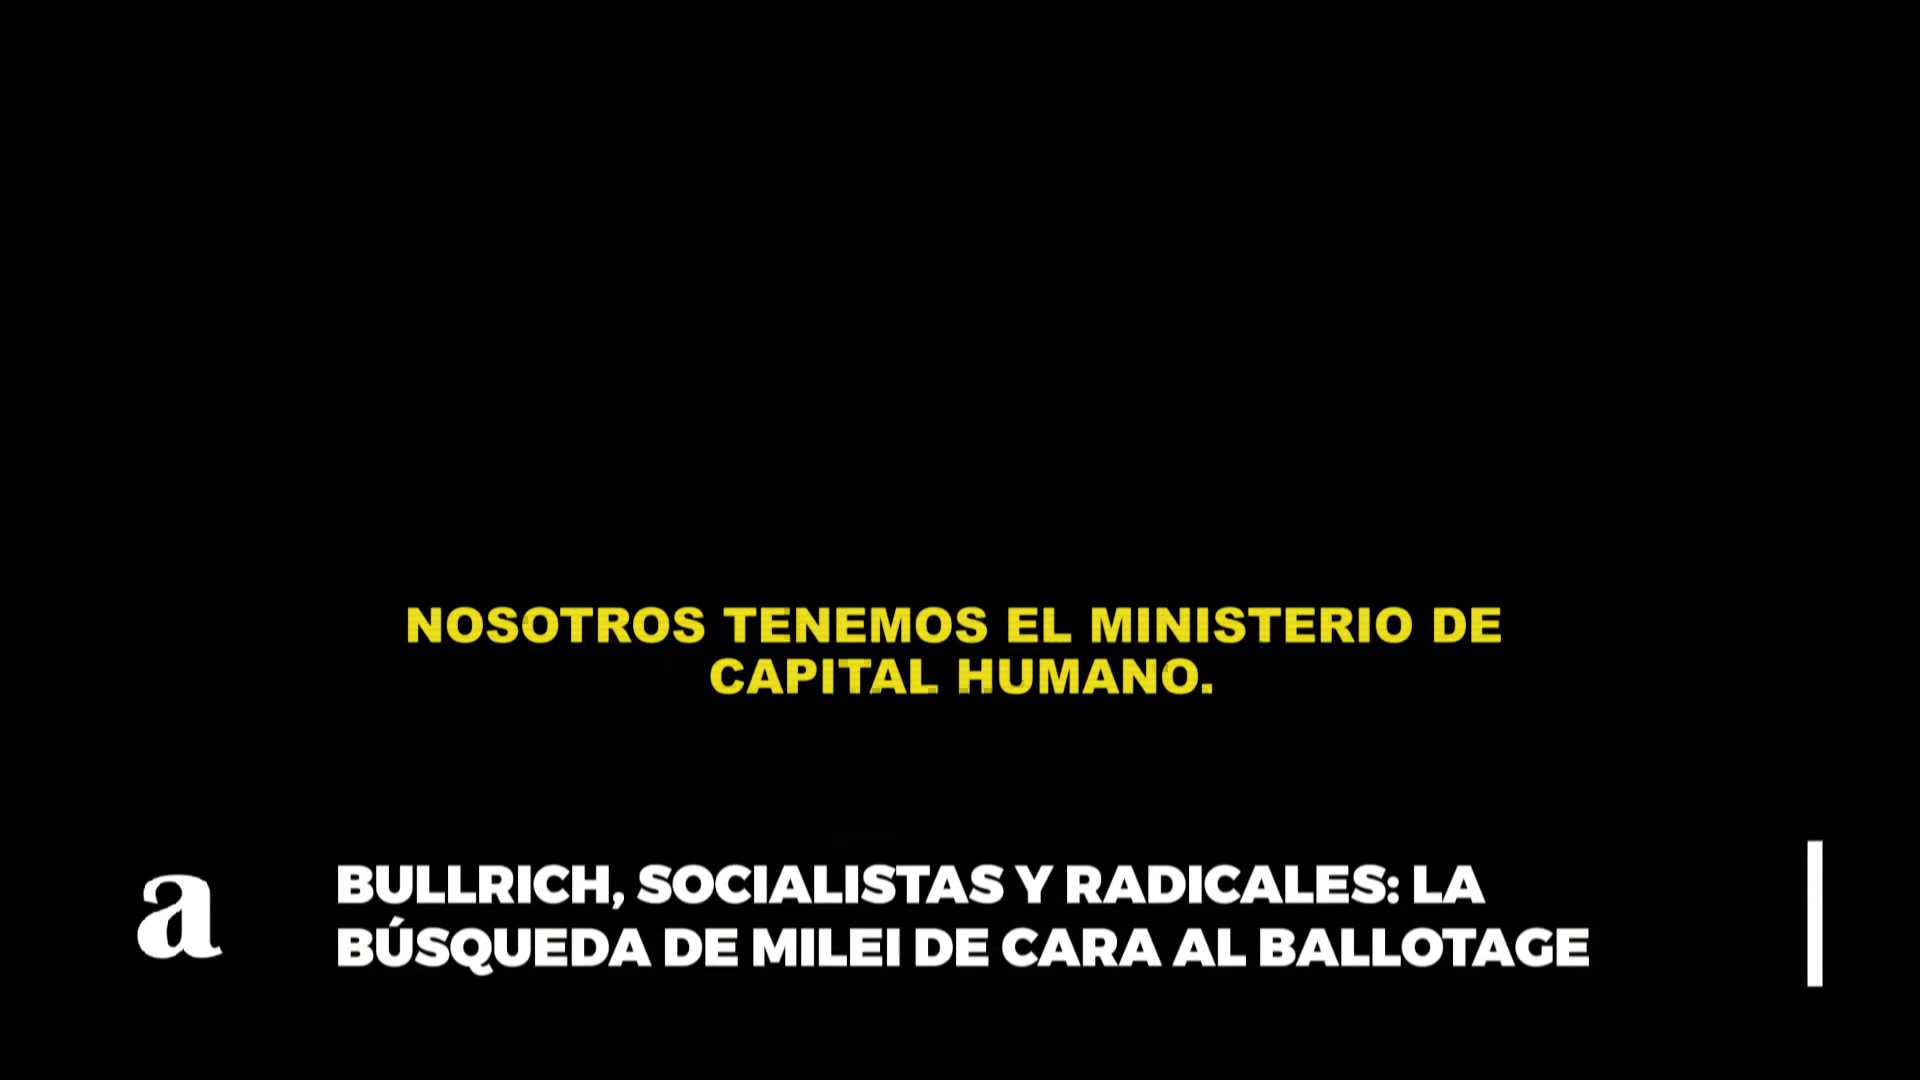 NOSOTROS TENEMOS EL MINISTERIO DE
CAPITAL HUMANO.
a
BULLRICH, SOCIALISTAS Y RADICALES: LA
BÚSQUEDA DE MILEI DE CARA AL BALLOTAGE